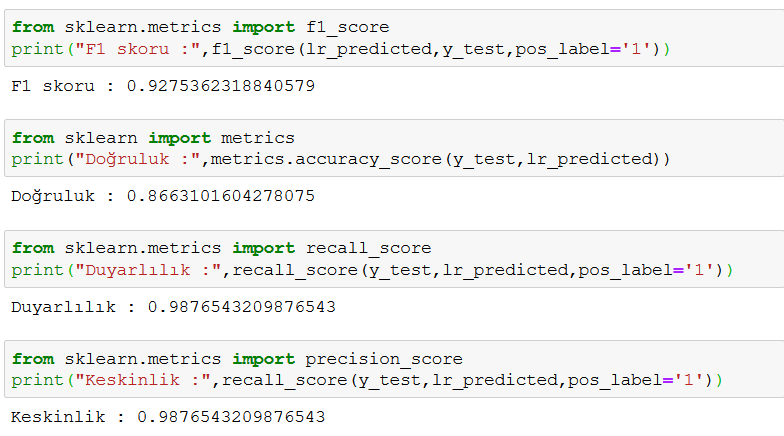 from sklearn.metrics import f1_score
print("F1 skoru :",f1_score(lr_predicted,y_test,pos_label='1'))
F1 skoru : 0.9275362318840579
from sklearn import metrics
print("Doğruluk :",metrics.accuracy_score(y_test,lr_predicted))
Doğruluk : 0.8663101604278075
from sklearn.metrics import recall_score
print("Duyarlılık :",recall_score(y_test,lr_predicted,pos_label='1'))
Duyarlılık : 0.9876543209876543
from sklearn.metrics import precision_score
print("Keskinlik :",recall_score(y_test,lr_predicted,pos_label='1'))
Keskinlik : 0.9876543209876543